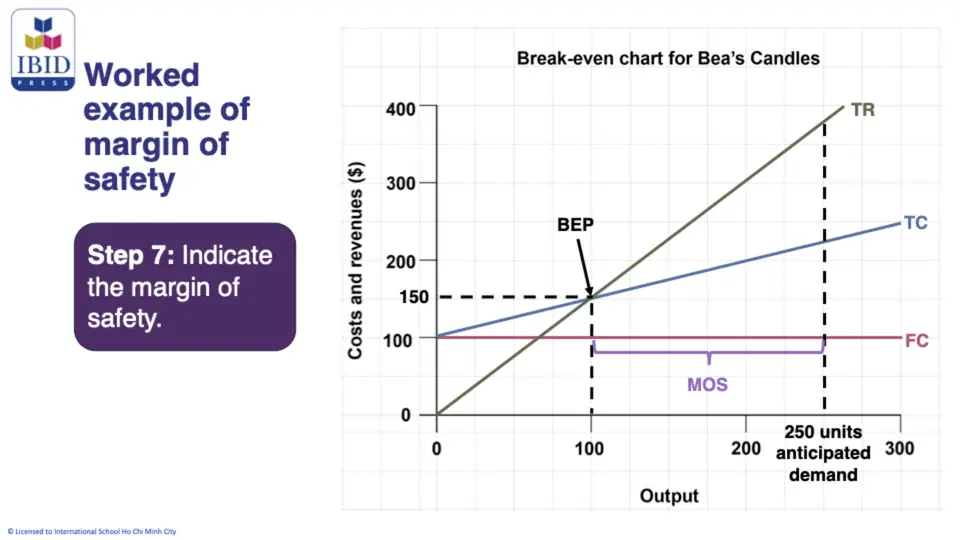 IBID
PRESS
Worked
example of
margin of
safety
Step 7: Indicate
the margin of
safety.
Break-even chart for Bea’s Candles
Costs and revenues ($)
400
300
200
150
100
0
TR
BEP
TC
FC
MOS
0
100
200
300
250 units
anticipated
demand
Output
© Licensed to International School Ho Chi Minh City